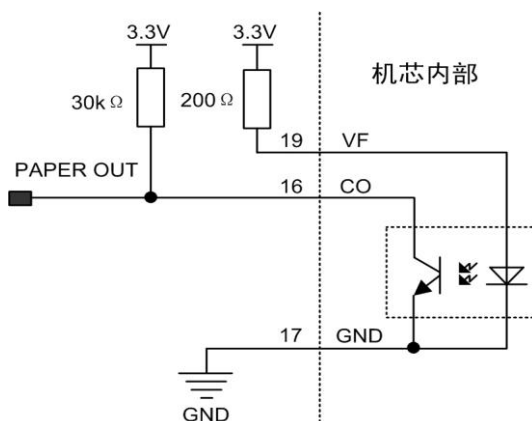 3.3V 3.3V
机芯内部
30kΩ 200Ω
19 VF
PAPER OUT
16 CO
17 GND
GND